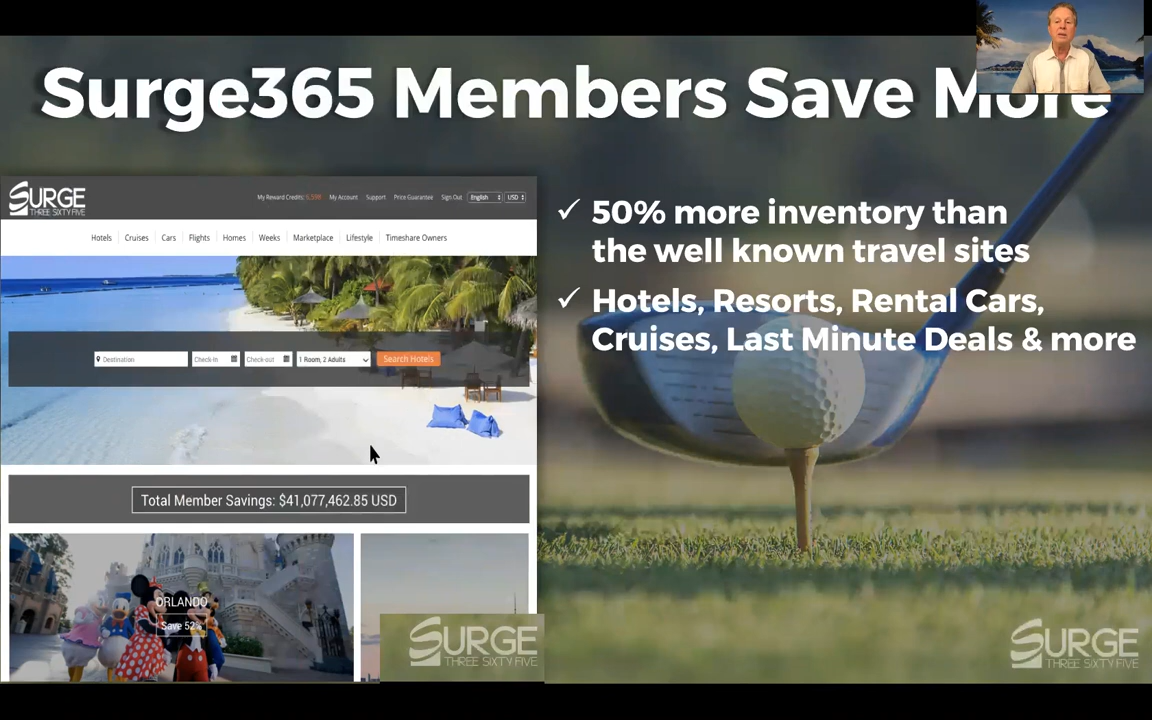 Surge365 Members Save More
SURGE
THREE SIXTY FIVE
My Reward Credits: 6,598 My Account Support Price Guarantee Sign Out English USD
Hotels Cruises Cars Flights Homes Weeks Marketplace Lifestyle Timeshare Owners
Destination Check-in Check-out 1 Room, 2 Adults Search Hotels
Total Member Savings: $41,077,462.85 USD
ORLANDO
Save 52%
SURGE
THREE SIXTY FIVE
✓ 50% more inventory than
the well known travel sites
✓ Hotels, Resorts, Rental Cars,
Cruises, Last Minute Deals & more
SURGE
THREE SIXTY FIVE